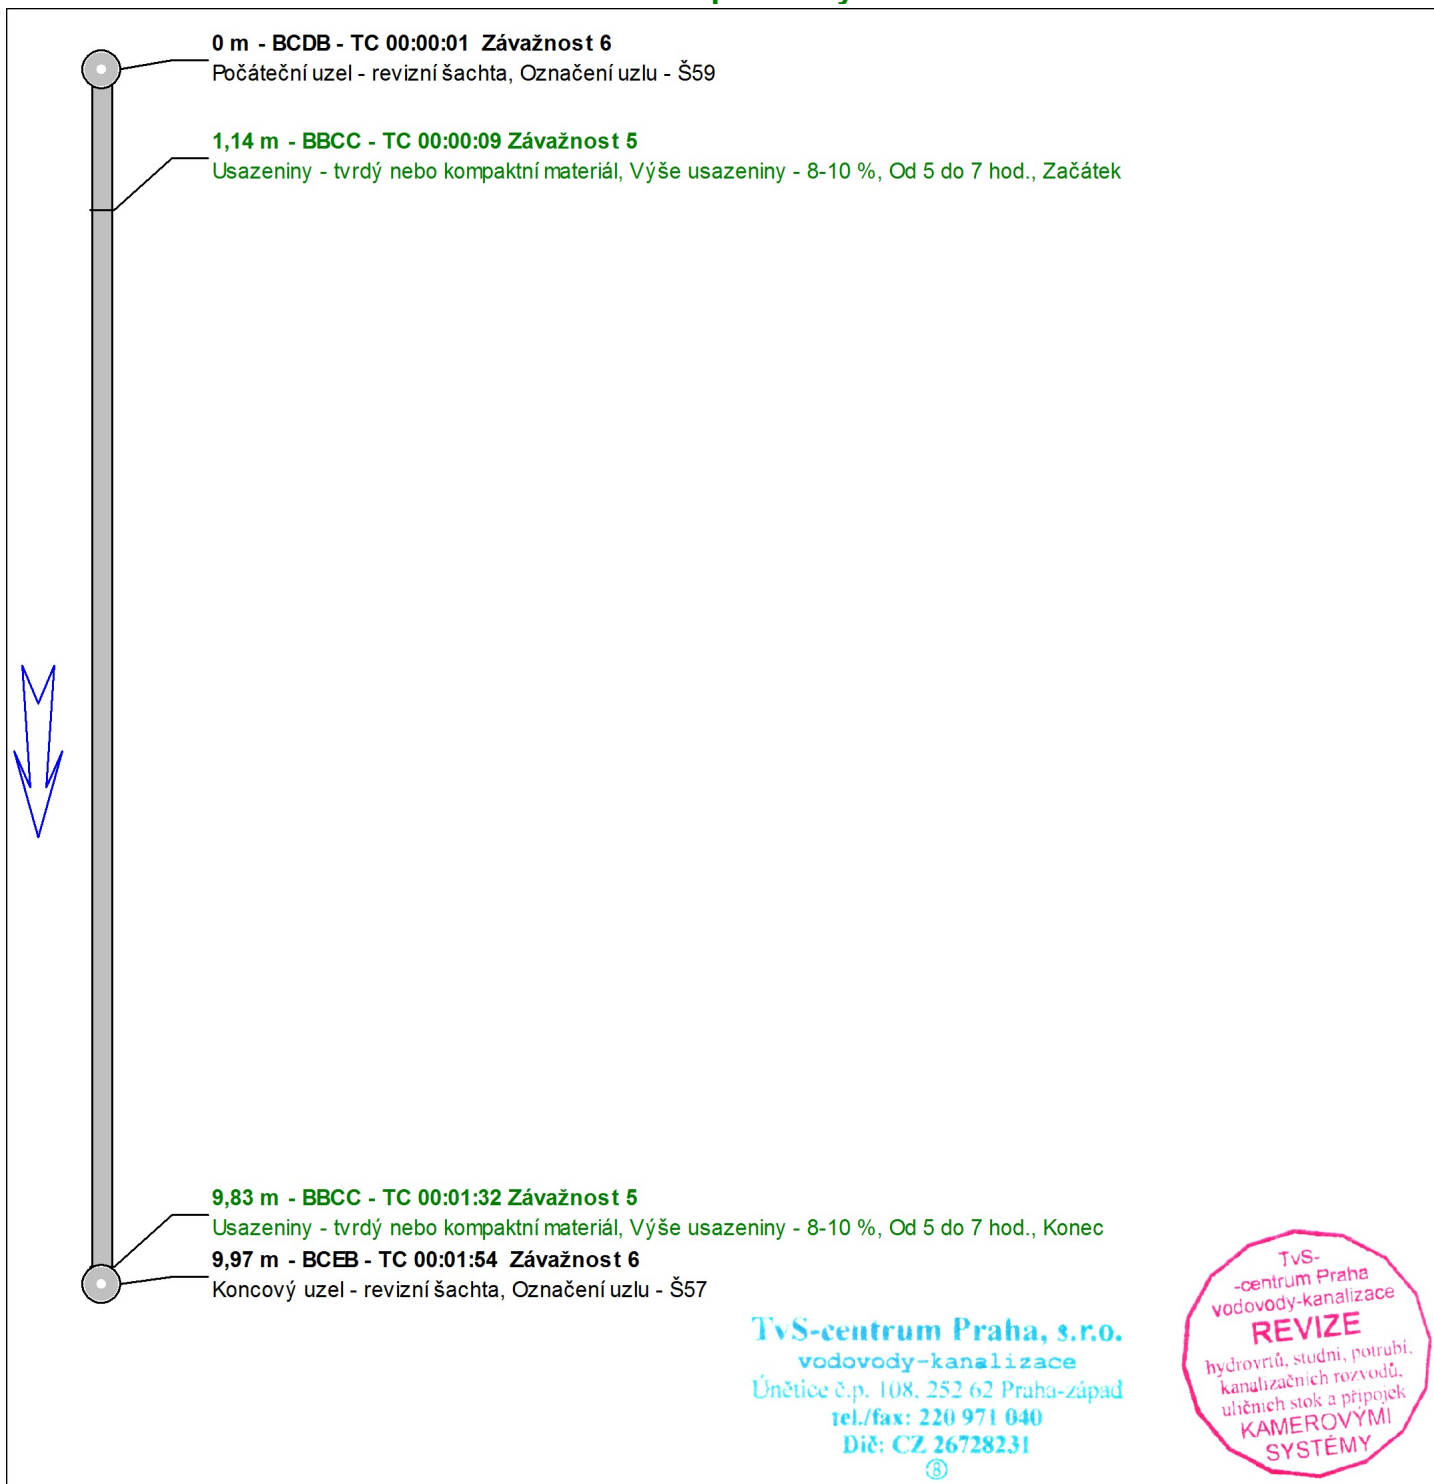 0 m - BCDB - TC 00:00:01 Závažnost 6
Počáteční uzel - revizní šachta, Označení uzlu - Š59
1,14 m - BBCC - TC 00:00:09 Závažnost 5
Usazeniny - tvrdý nebo kompaktní materiál, Výše usazeniny - 8-10 %, Od 5 do 7 hod., Začátek
9,83 m - BBCC - TC 00:01:32 Závažnost 5
Usazeniny - tvrdý nebo kompaktní materiál, Výše usazeniny - 8-10 %, Od 5 do 7 hod., Konec
9,97 m - BCEB - TC 00:01:54 Závažnost 6
Koncový uzel - revizní šachta, Označení uzlu - Š57
TvS-centrum Praha, s.r.o.
vodovody-kanalizace
Únětice č.p. 108, 252 62 Praha-západ
tel./fax: 220 971 040
Dič: CZ 26728231
⑧
TvS-
-centrum Praha
vodovody-kanalizace
REVIZE
hydrovrtů, studní, potrubí,
kanalizačních rozvodů,
uličních stok a přípojek
KAMEROVÝMI
SYSTÉMY